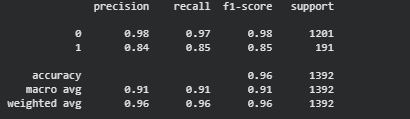 precision recall f1-score support
0 0.98 0.97 0.98 1201
1 0.84 0.85 0.85 191
accuracy 0.96 1392
macro avg 0.91 0.91 0.91 1392
weighted avg 0.96 0.96 0.96 1392